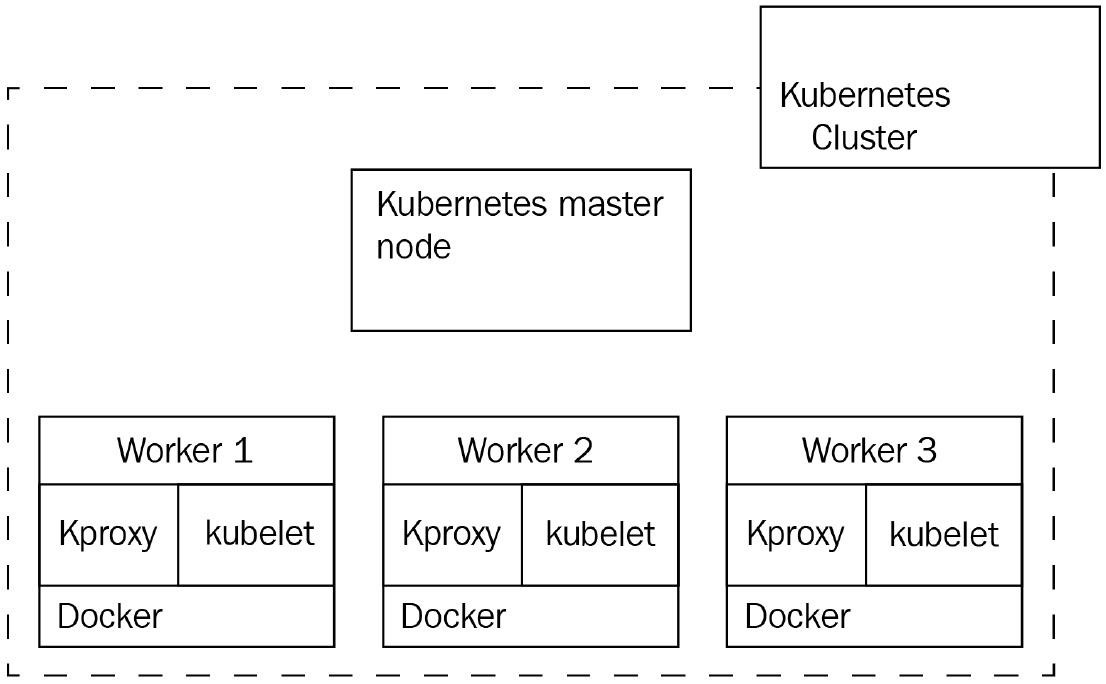 Kubernetes
Cluster
Kubernetes master
node
Worker 1
Kproxy
kubelet
Docker
Worker 2
Kproxy
kubelet
Docker
Worker 3
Kproxy
kubelet
Docker